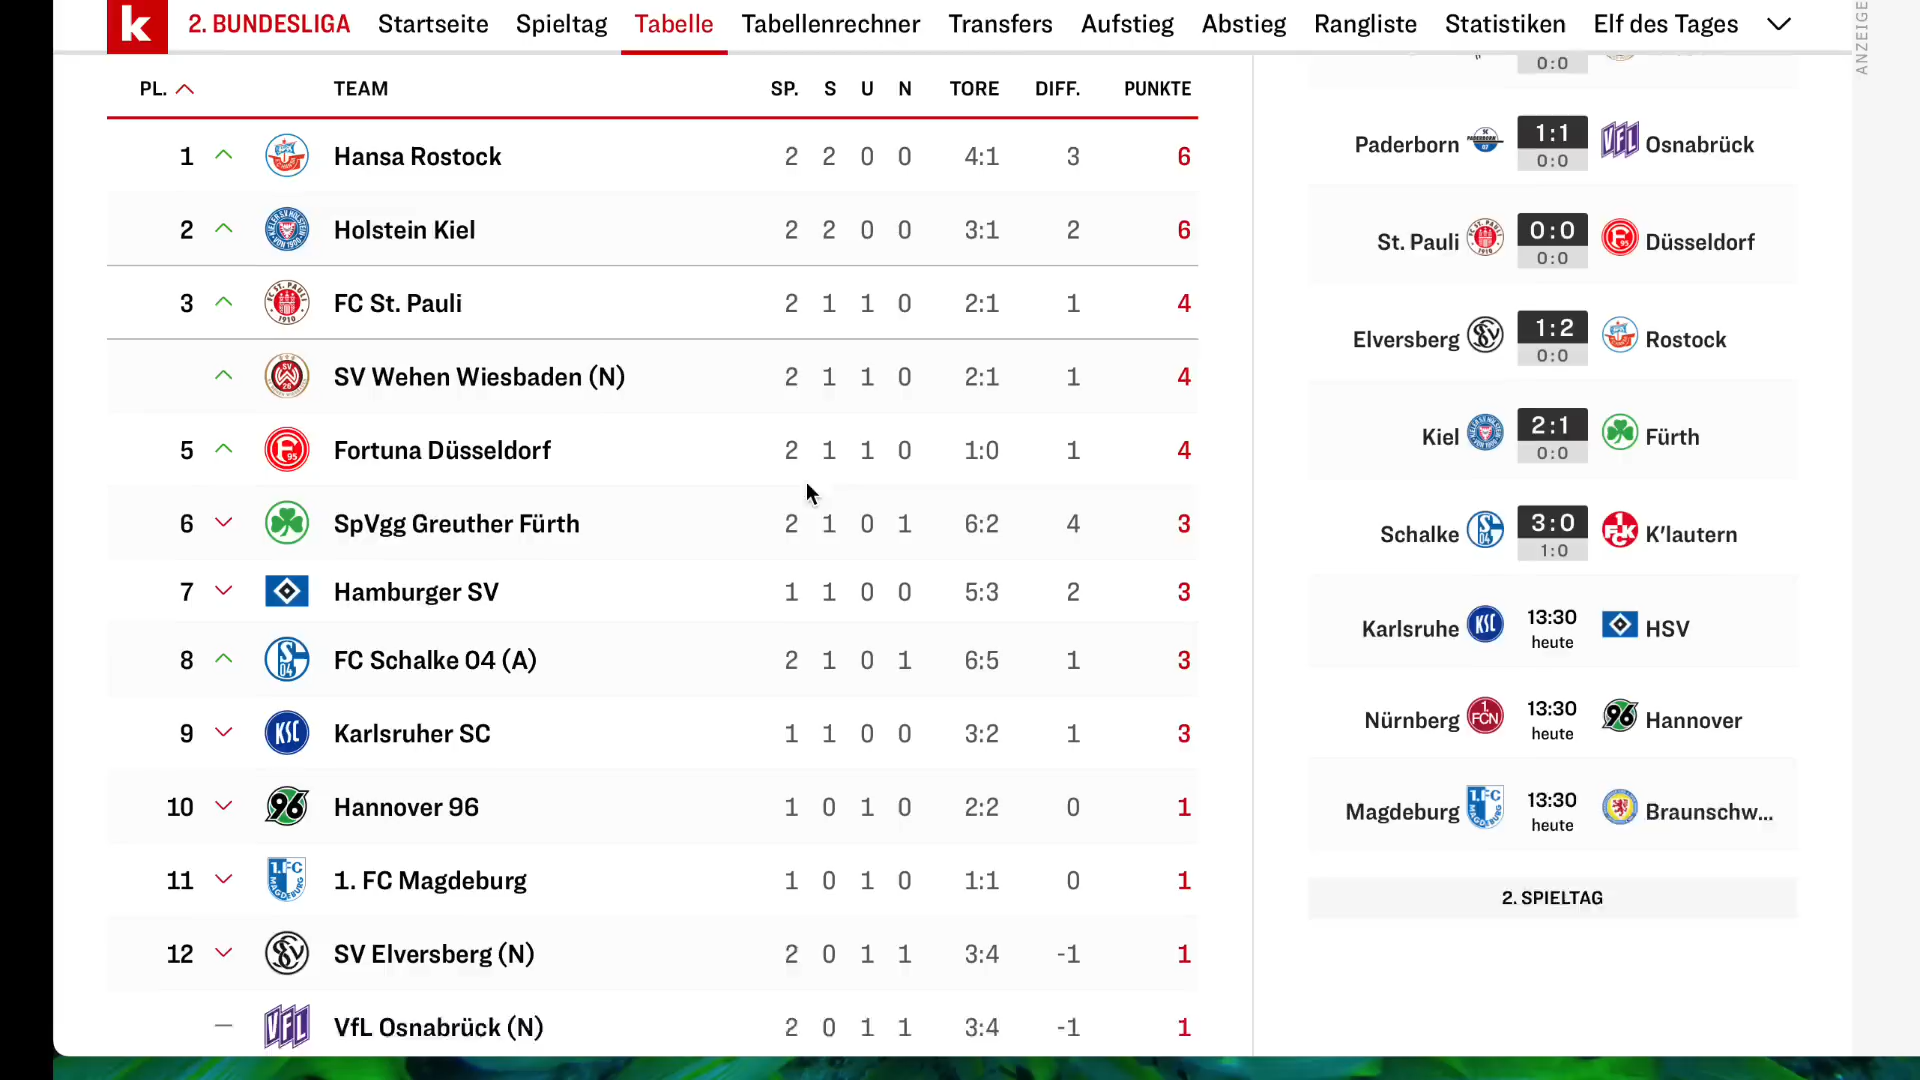 k 2. BUNDESLIGA Startseite Spieltag Tabelle Tabellenrechner Transfers Aufstieg Abstieg Rangliste Statistiken Elf des Tages
ANZEIGE
PL. TEAM SP. S U N TORE DIFF. PUNKTE
1 Hansa Rostock 2 2 0 0 4:1 3 6
2 Holstein Kiel 2 2 0 0 3:1 2 6
3 FC St. Pauli 2 1 1 0 2:1 1 4
SV Wehen Wiesbaden (N) 2 1 1 0 2:1 1 4
5 Fortuna Düsseldorf 2 1 1 0 1:0 1 4
6 SpVgg Greuther Fürth 2 1 0 1 6:2 4 3
7 Hamburger SV 1 1 0 0 5:3 2 3
8 FC Schalke 04 (A) 2 1 0 1 6:5 1 3
9 Karlsruher SC 1 1 0 0 3:2 1 3
10 Hannover 96 1 0 1 0 2:2 0 1
11 1. FC Magdeburg 1 0 1 0 1:1 0 1
12 SV Elversberg (N) 2 0 1 1 3:4 -1 1
– VfL Osnabrück (N) 2 0 1 1 3:4 -1 1
0:0
Paderborn 1:1 Osnabrück
0:0
St. Pauli 0:0 Düsseldorf
0:0
Elversberg 1:2 Rostock
0:0
Kiel 2:1 Fürth
0:0
Schalke 3:0 K'lautern
1:0
Karlsruhe 13:30 HSV
heute
Nürnberg 13:30 Hannover
heute
Magdeburg 13:30 Braunschw...
heute
2. SPIELTAG